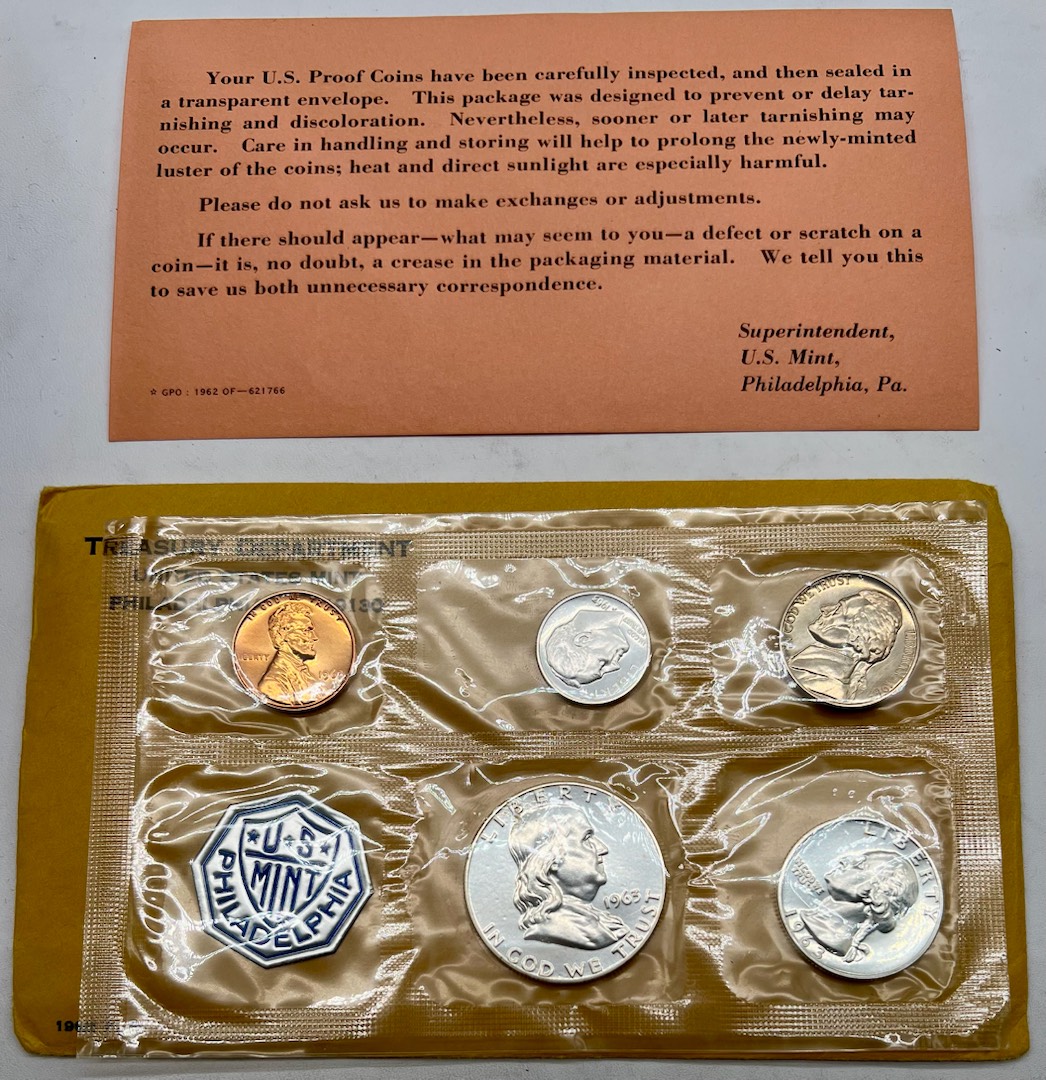 Your U.S. Proof Coins have been carefully inspected, and then sealed in
a transparent envelope. This package was designed to prevent or delay tar-
nishing and discoloration. Nevertheless, sooner or later tarnishing may
occur. Care in handling and storing will help to prolong the newly-minted
luster of the coins; heat and direct sunlight are especially harmful.
Please do not ask us to make exchanges or adjustments.
If there should appear—what may seem to you—a defect or scratch on a
coin—it is, no doubt, a crease in the packaging material. We tell you this
to save us both unnecessary correspondence.
Superintendent,
U.S. Mint,
Philadelphia, Pa.
☆ GPO : 1962 OF—621766
TREASURY DEPARTMENT
UNITED STATES MINT
IN GOD WE TRUST
LIBERTY
LIBERTY
GOD WE TRUST
U S
MINT
PHILADELPHIA
LIBERTY
1963
IN GOD WE TRUST
LIBERTY
1963